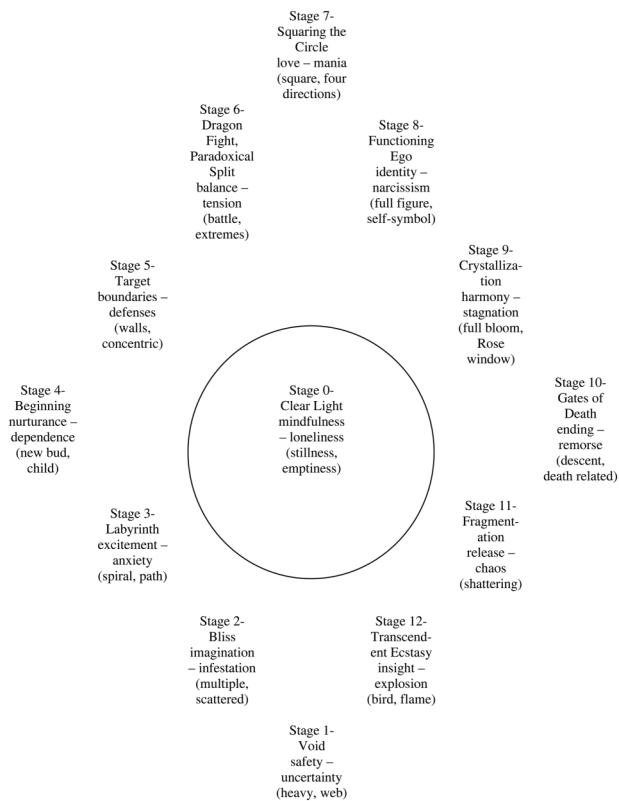 Stage 7-
Squaring the
Circle
love – mania
(square, four
directions)
Stage 6-
Dragon
Fight,
Paradoxical
Split
balance –
tension
(battle,
extremes)
Stage 8-
Functioning
Ego
identity –
narcissism
(full figure,
self-symbol)
Stage 5-
Target
boundaries –
defenses
(walls,
concentric)
Stage 9-
Crystalliza-
tion
harmony –
stagnation
(full bloom,
Rose
window)
Stage 4-
Beginning
nurturance –
dependence
(new bud,
child)
Stage 0-
Clear Light
mindfulness
– loneliness
(stillness,
emptiness)
Stage 10-
Gates of
Death
ending –
remorse
(descent,
death related)
Stage 3-
Labyrinth
excitement –
anxiety
(spiral, path)
Stage 11-
Fragment-
ation
release –
chaos
(shattering)
Stage 2-
Bliss
imagination
– infestation
(multiple,
scattered)
Stage 12-
Transcend-
ent Ecstasy
insight –
explosion
(bird, flame)
Stage 1-
Void
safety –
uncertainty
(heavy, web)